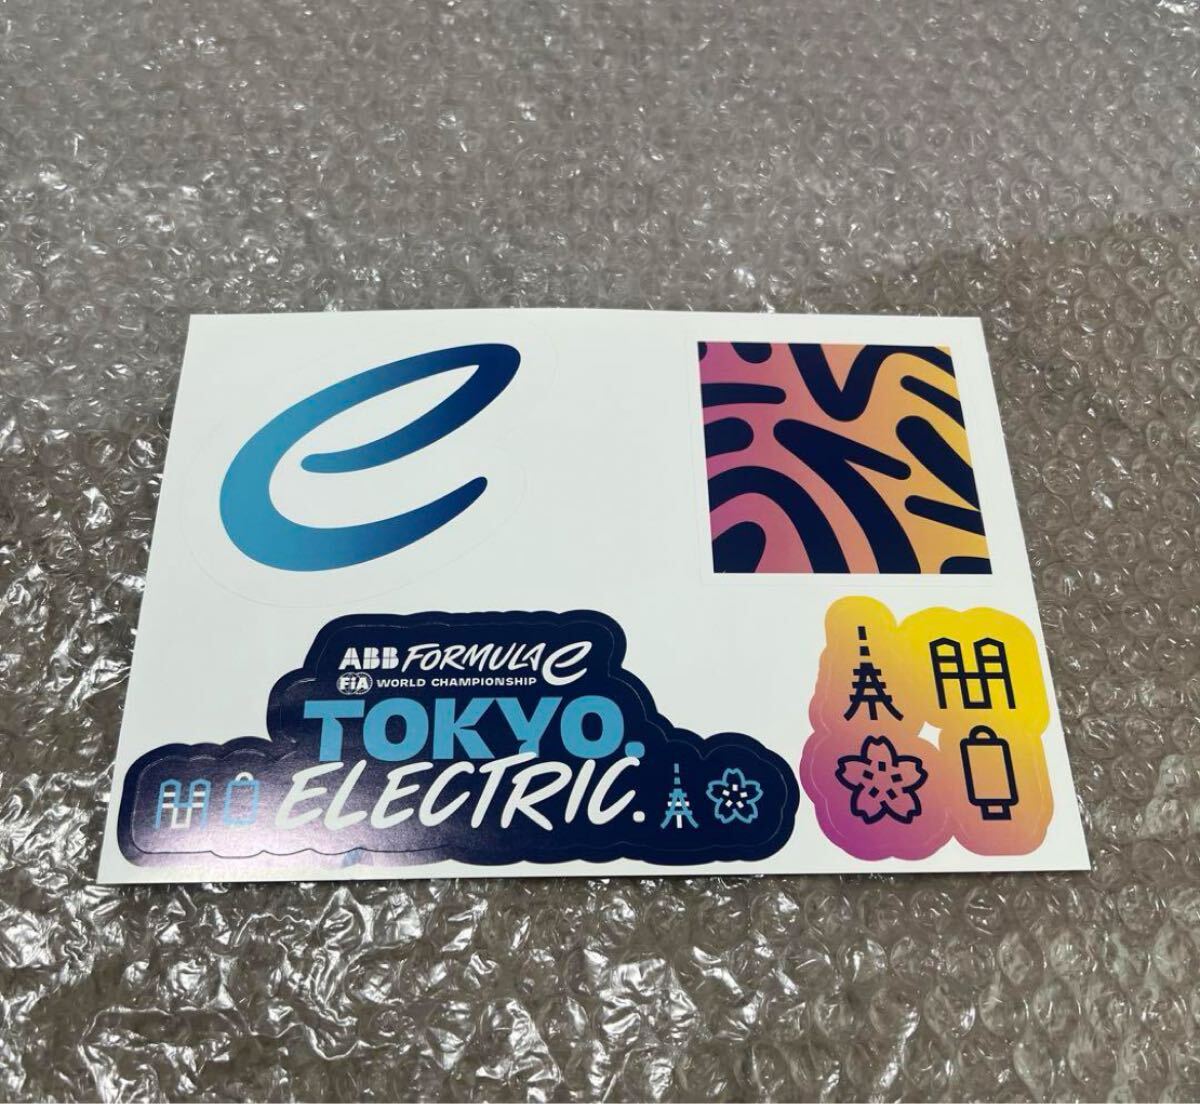 e
ABB FORMULA e
FiA WORLD CHAMPIONSHIP
TOKYO.
ELECTRIC.